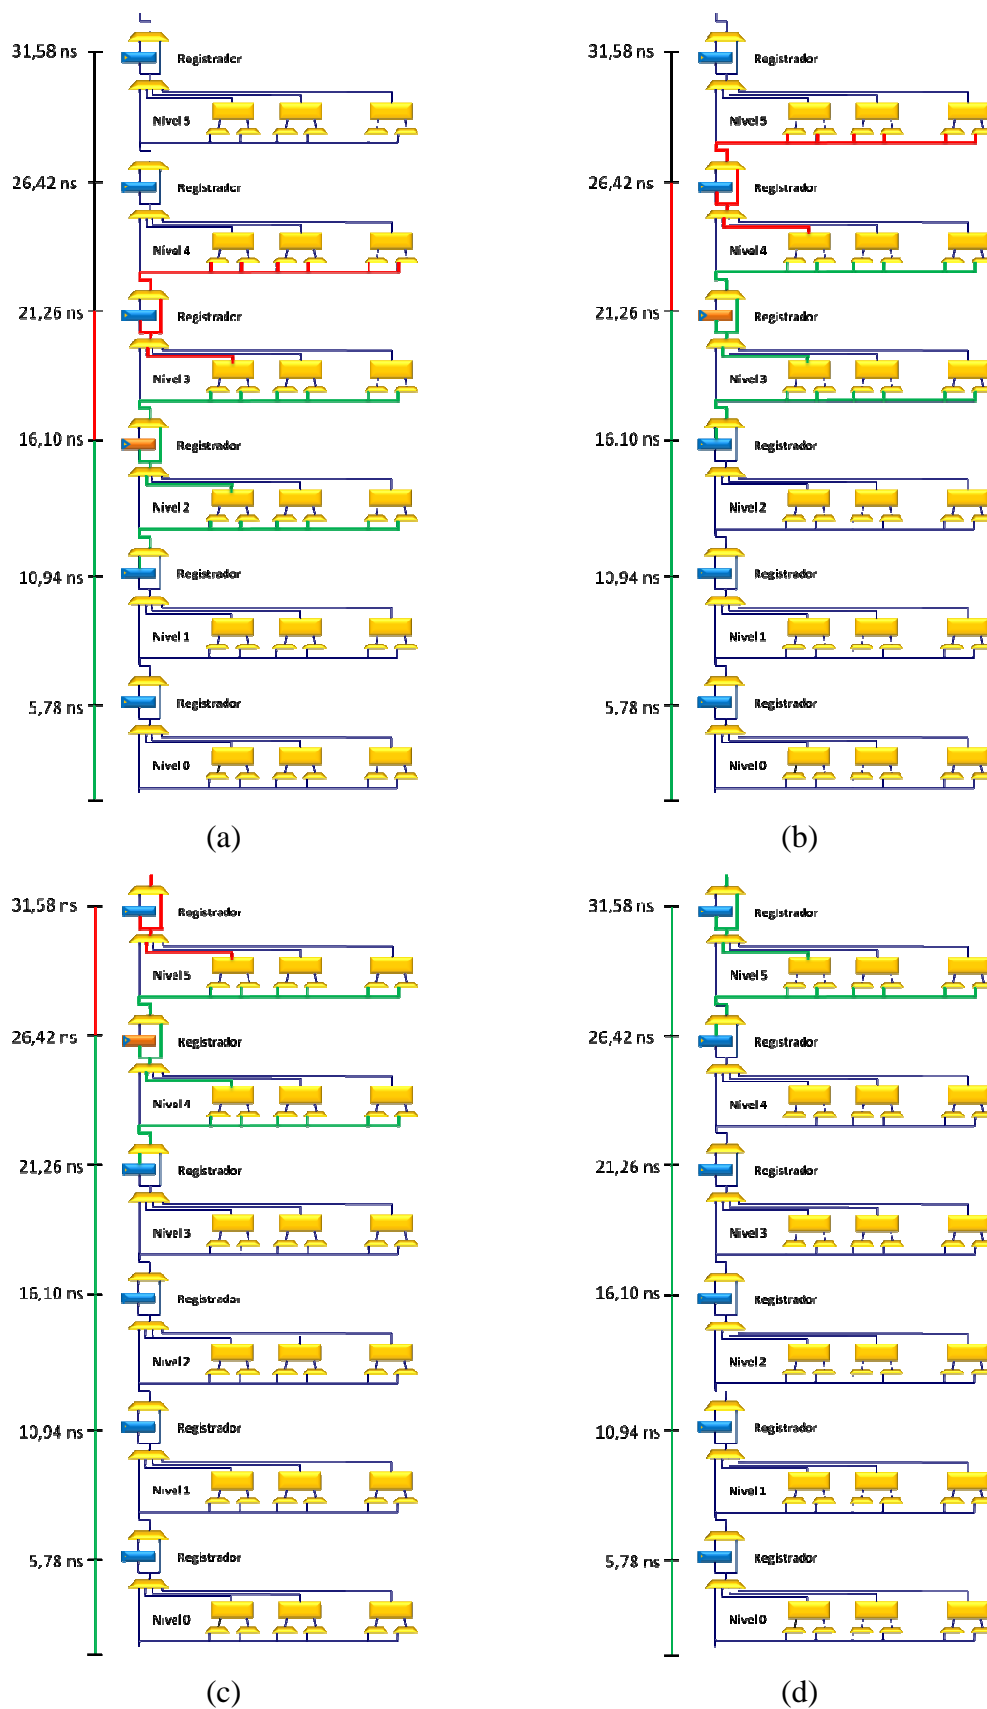 31,58 ns
Registrador
Nivel 5
26,42 ns
Registrador
Nivel 4
21,26 ns
Registrador
Nivel 3
16,10 ns
Registrador
Nivel 2
10,94 ns
Registrador
Nivel 1
5,78 ns
Registrador
Nivel 0
(a)
31,58 ns
Registrador
Nivel 5
26,42 ns
Registrador
Nivel 4
21,26 ns
Registrador
Nivel 3
16,10 ns
Registrador
Nivel 2
10,94 ns
Registrador
Nivel 1
5,78 ns
Registrador
Nivel 0
(b)
31,58 ns
Registrador
Nivel 5
26,42 ns
Registrador
Nivel 4
21,26 ns
Registrador
Nivel 3
16,10 ns
Registrador
Nivel 2
10,94 ns
Registrador
Nivel 1
5,78 ns
Registrador
Nivel 0
(c)
31,58 ns
Registrador
Nivel 5
26,42 ns
Registrador
Nivel 4
21,26 ns
Registrador
Nivel 3
16,10 ns
Registrador
Nivel 2
10,94 ns
Registrador
Nivel 1
5,78 ns
Registrador
Nivel 0
(d)